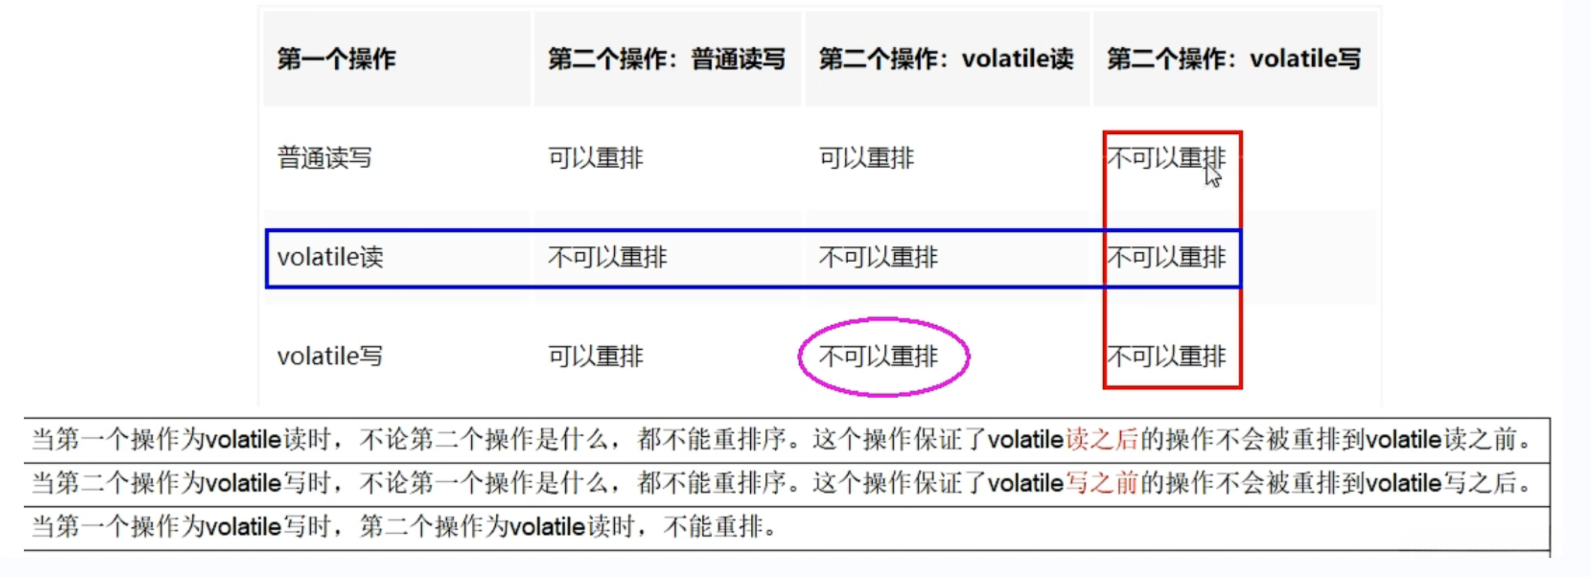 第一个操作 第二个操作：普通读写 第二个操作：volatile读 第二个操作：volatile写
普通读写 可以重排 可以重排 不可以重排
volatile读 不可以重排 不可以重排 不可以重排
volatile写 可以重排 不可以重排 不可以重排
当第一个操作为volatile读时，不论第二个操作是什么，都不能重排序。这个操作保证了volatile读之后的操作不会被重排到volatile读之前。
当第二个操作为volatile写时，不论第一个操作是什么，都不能重排序。这个操作保证了volatile写之前的操作不会被重排到volatile写之后。
当第一个操作为volatile写时，第二个操作为volatile读时，不能重排。